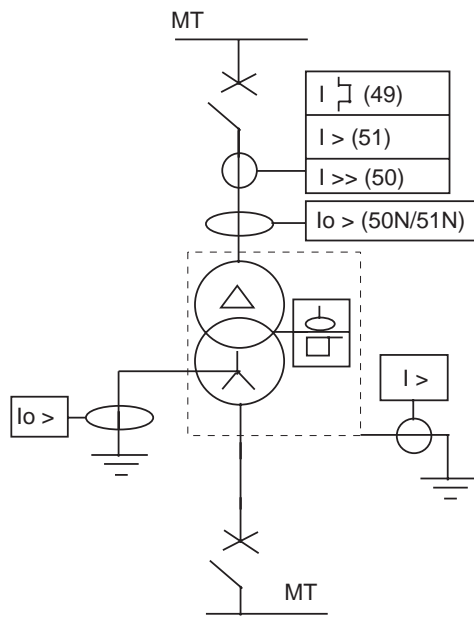 MT
I (49)
I > (51)
I >> (50)
Io > (50N/51N)
I >
Io >
MT